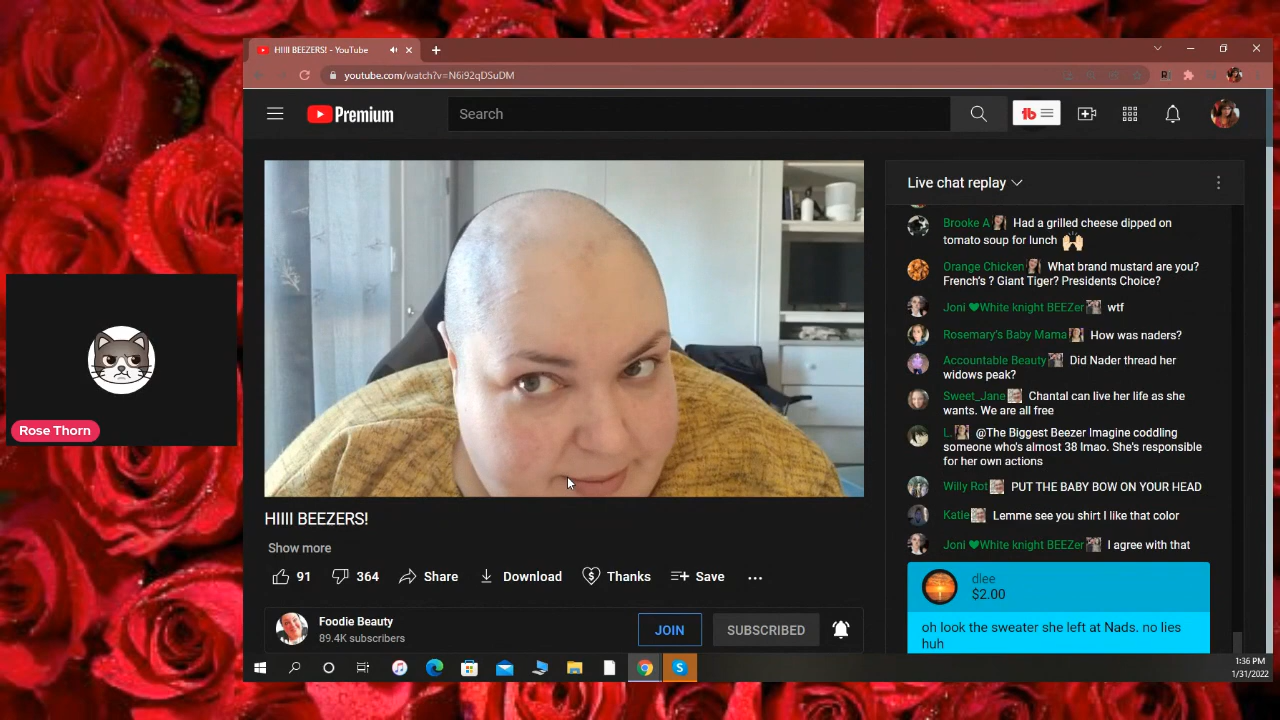 HIIII BEEZERS! - YouTube
youtube.com/watch?v=N6i92qDSuDM
Premium
Search
tb
Live chat replay
Brooke A Had a grilled cheese dipped on
tomato soup for lunch
Orange Chicken What brand mustard are you?
French's ? Giant Tiger? Presidents Choice?
Joni White knight BEEZer wtf
Rosemary's Baby Mama How was naders?
Accountable Beauty Did Nader thread her
widows peak?
Sweet_Jane Chantal can live her life as she
wants. We are all free
L. @The Biggest Beezer Imagine coddling
someone who's almost 38 lmao. She's responsible
for her own actions
Willy Rot PUT THE BABY BOW ON YOUR HEAD
Katie Lemme see you shirt I like that color
Joni White knight BEEZer I agree with that
dlee
$2.00
oh look the sweater she left at Nads. no lies
huh
Rose Thorn
HIIII BEEZERS!
Show more
91 364 Share Download Thanks Save
Foodie Beauty
89.4K subscribers
JOIN SUBSCRIBED
1:36 PM
1/31/2022